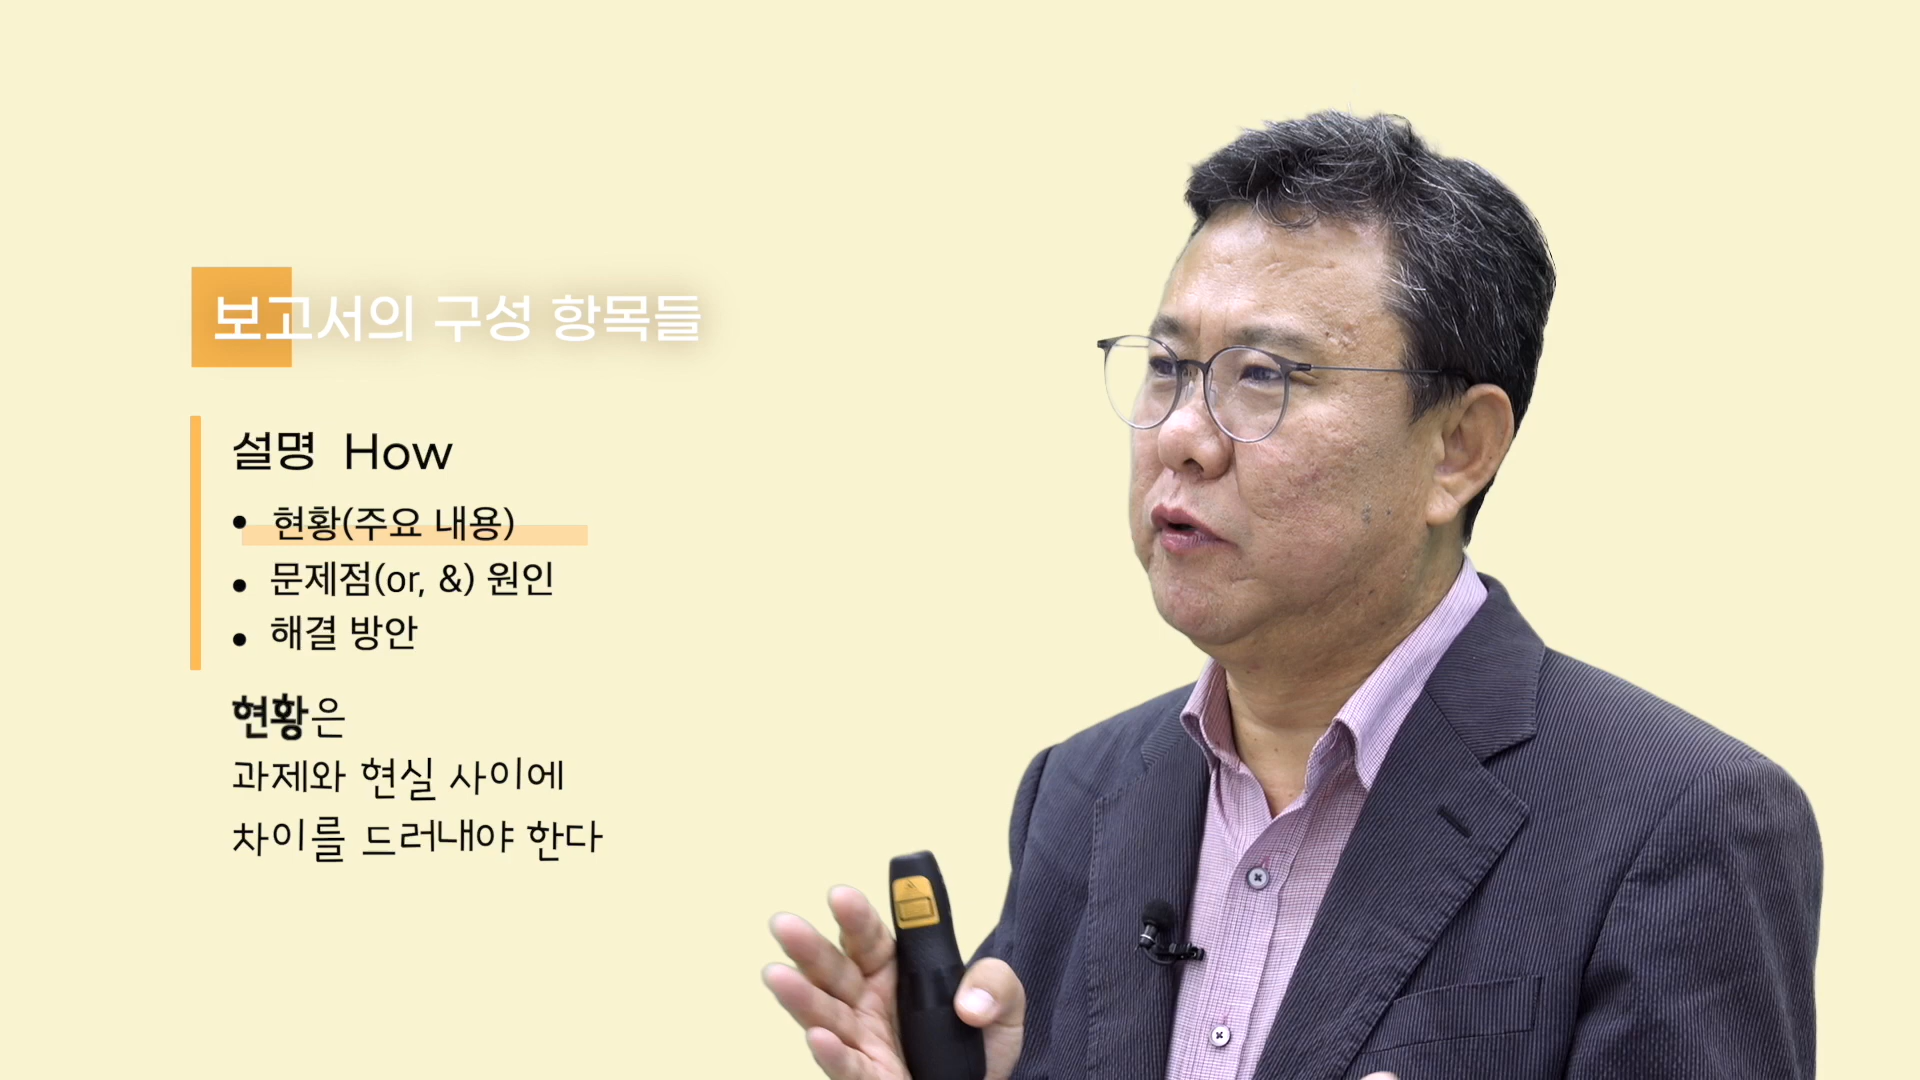 보고서의 구성 항목들
설명 How
• 현황(주요 내용)
• 문제점(or, &) 원인
• 해결 방안
현황은
과제와 현실 사이에
차이를 드러내야 한다